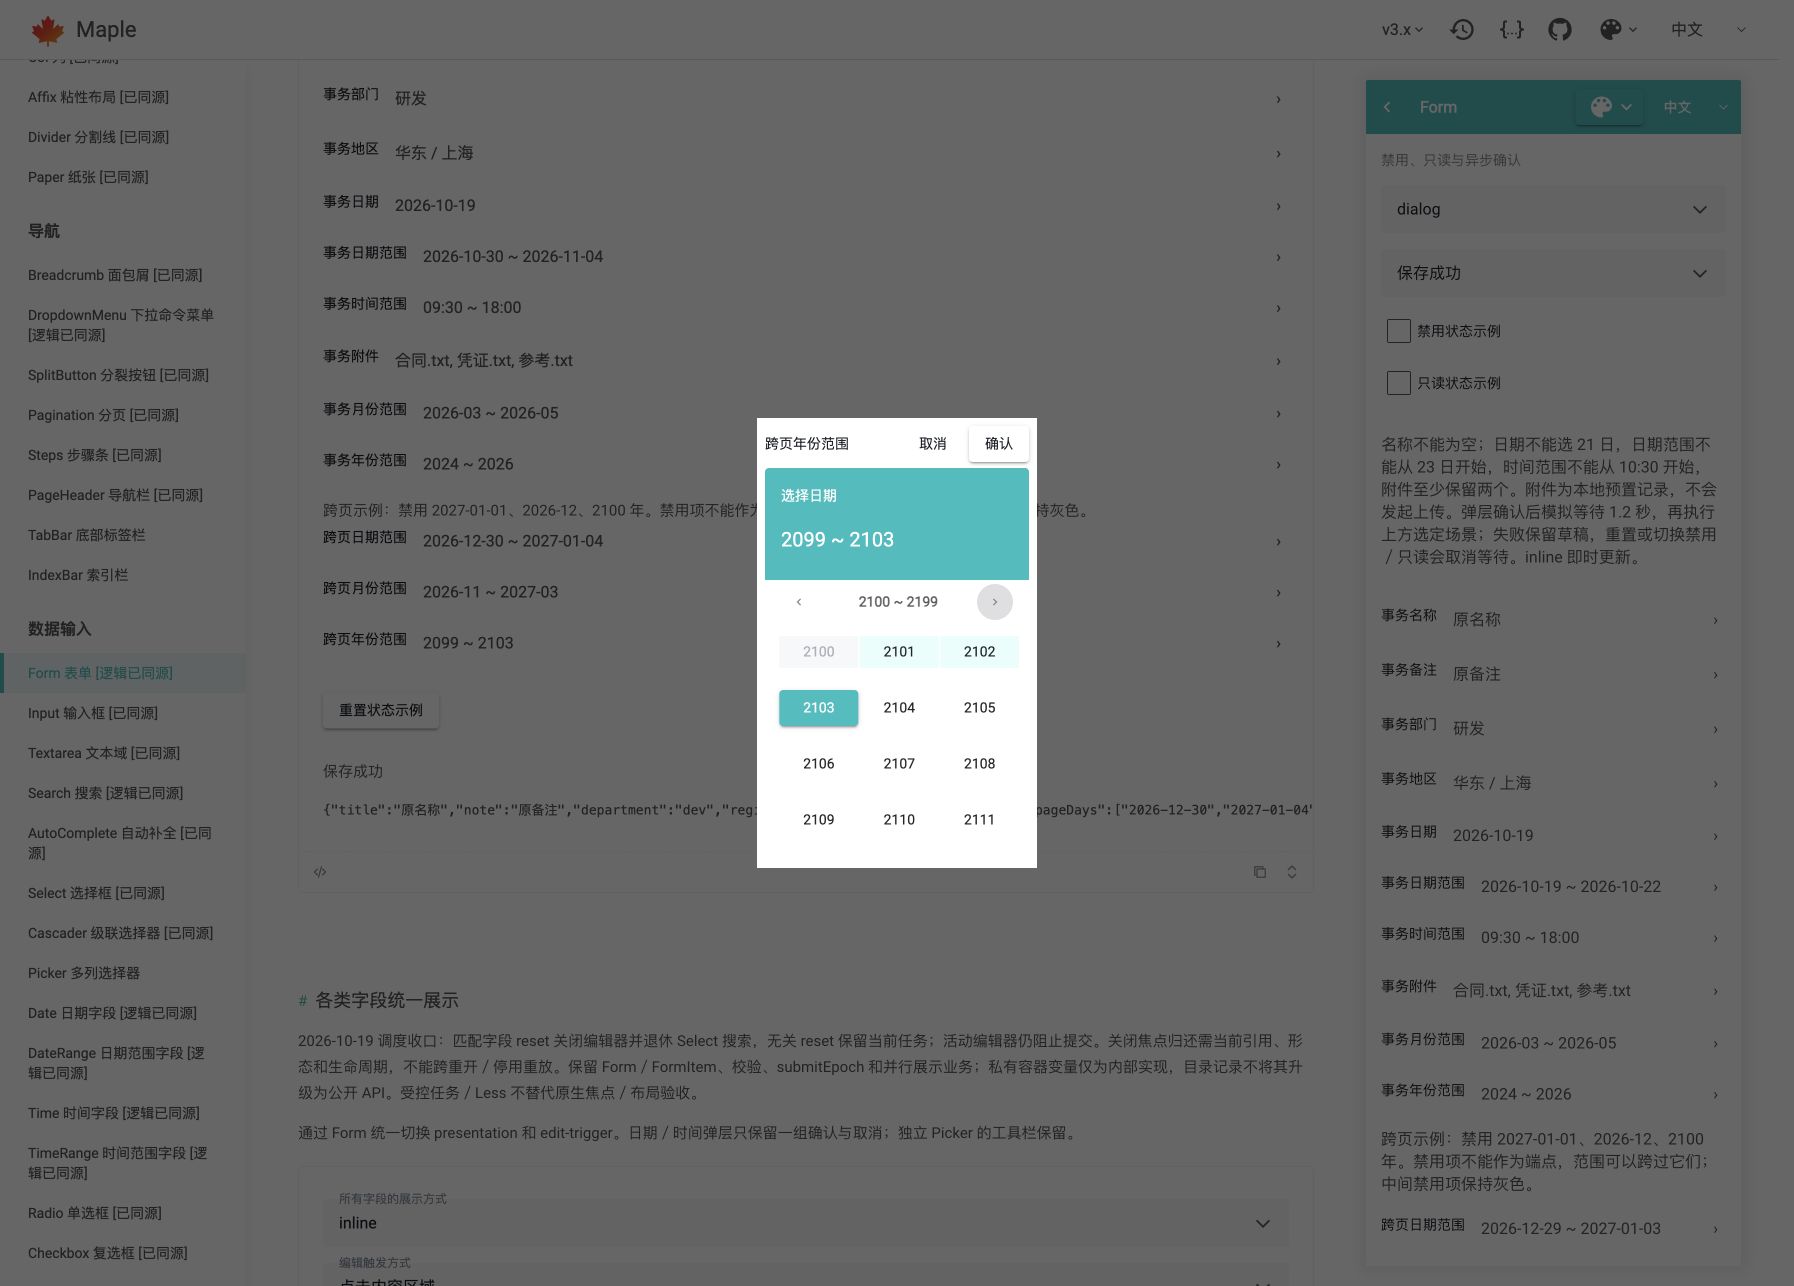 Maple
v3.x
中文
Affix 粘性布局 [已同源]
Divider 分割线 [已同源]
Paper 纸张 [已同源]
导航
Breadcrumb 面包屑 [已同源]
DropdownMenu 下拉命令菜单
[逻辑已同源]
SplitButton 分裂按钮 [已同源]
Pagination 分页 [已同源]
Steps 步骤条 [已同源]
PageHeader 导航栏 [已同源]
TabBar 底部标签栏
IndexBar 索引栏
数据输入
Form 表单 [逻辑已同源]
Input 输入框 [已同源]
Textarea 文本域 [已同源]
Search 搜索 [逻辑已同源]
AutoComplete 自动补全 [已同
源]
Select 选择框 [已同源]
Cascader 级联选择器 [已同源]
Picker 多列选择器
Date 日期字段 [逻辑已同源]
DateRange 日期范围字段 [逻
辑已同源]
Time 时间字段 [逻辑已同源]
TimeRange 时间范围字段 [逻
辑已同源]
Radio 单选框 [已同源]
Checkbox 复选框 [已同源]
事务部门 研发
事务地区 华东 / 上海
事务日期 2026-10-19
事务日期范围 2026-10-30 ~ 2026-11-04
事务时间范围 09:30 ~ 18:00
事务附件 合同.txt, 凭证.txt, 参考.txt
事务月份范围 2026-03 ~ 2026-05
事务年份范围 2024 ~ 2026
跨页示例：禁用 2027-01-01、2026-12、2100 年。禁用项不能作为
持灰色。
跨页日期范围 2026-12-30 ~ 2027-01-04
跨页月份范围 2026-11 ~ 2027-03
跨页年份范围 2099 ~ 2103
重置状态示例
保存成功
{"title":"原名称","note":"原备注","department":"dev","regi
pageDays":["2026-12-30","2027-01-04"
跨页年份范围 取消 确认
选择日期
2099 ~ 2103
2100 ~ 2199
2100 2101 2102
2103 2104 2105
2106 2107 2108
2109 2110 2111
# 各类字段统一展示
2026-10-19 调度收口：匹配字段 reset 关闭编辑器并退休 Select 搜索，无关 reset 保留当前任务；活动编辑器仍阻止提交。关闭焦点归还需当前引用、形
态和生命周期，不能跨重开 / 停用重放。保留 Form / FormItem、校验、submitEpoch 和并行展示业务；私有容器变量仅为内部实现，目录记录不将其升
级为公开 API。受控任务 / Less 不替代原生焦点 / 布局验收。
通过 Form 统一切换 presentation 和 edit-trigger。日期 / 时间弹层只保留一组确认与取消；独立 Picker 的工具栏保留。
所有字段的展示方式
inline
编辑触发方式
点击内容区域
Form
中文
禁用、只读与异步确认
dialog
保存成功
禁用状态示例
只读状态示例
名称不能为空；日期不能选 21 日，日期范围不
能从 23 日开始，时间范围不能从 10:30 开始，
附件至少保留两个。附件为本地预置记录，不会
发起上传。弹层确认后模拟等待 1.2 秒，再执行
上方选定场景；失败保留草稿，重置或切换禁用
/ 只读会取消等待。inline 即时更新。
事务名称 原名称
事务备注 原备注
事务部门 研发
事务地区 华东 / 上海
事务日期 2026-10-19
事务日期范围 2026-10-19 ~ 2026-10-22
事务时间范围 09:30 ~ 18:00
事务附件 合同.txt, 凭证.txt, 参考.txt
事务月份范围 2026-03 ~ 2026-05
事务年份范围 2024 ~ 2026
跨页示例：禁用 2027-01-01、2026-12、2100
年。禁用项不能作为端点，范围可以跨过它们；
中间禁用项保持灰色。
跨页日期范围 2026-12-29 ~ 2027-01-03